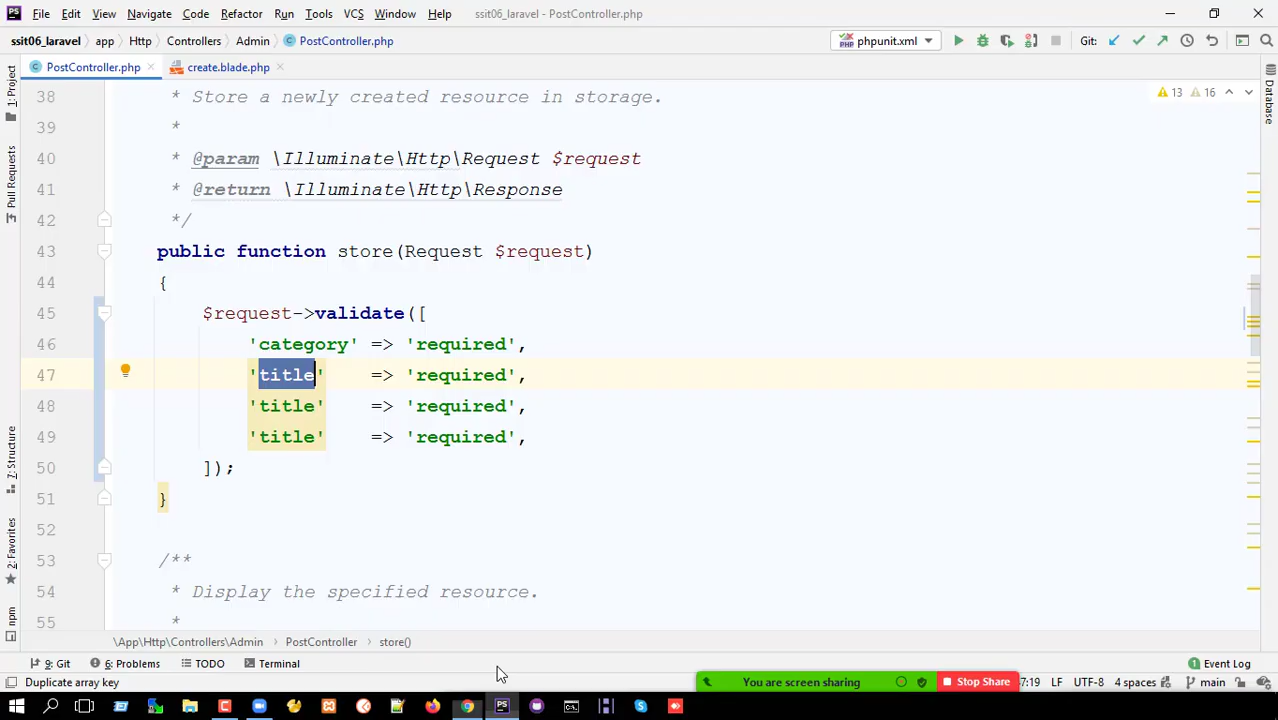 PS File Edit View Navigate Code Refactor Run Tools VCS Window Help ssit06_laravel - PostController.php
ssit06_laravel app Http Controllers Admin PostController.php phpunit.xml Git:
PostController.php create.blade.php
13 16
1: Project
Pull Requests
7: Structure
2: Favorites
npm
Database
38 * Store a newly created resource in storage.
39 *
40 * @param \Illuminate\Http\Request $request
41 * @return \Illuminate\Http\Response
42 */
43 public function store(Request $request)
44 {
45 $request->validate([
46 'category' => 'required',
47 'title' => 'required',
48 'title' => 'required',
49 'title' => 'required',
50 ]);
51 }
52
53 /**
54 * Display the specified resource.
55 *
\App\Http\Controllers\Admin PostController store()
9: Git 6: Problems TODO Terminal Event Log
Duplicate array key You are screen sharing Stop Share 7:19 LF UTF-8 4 spaces main